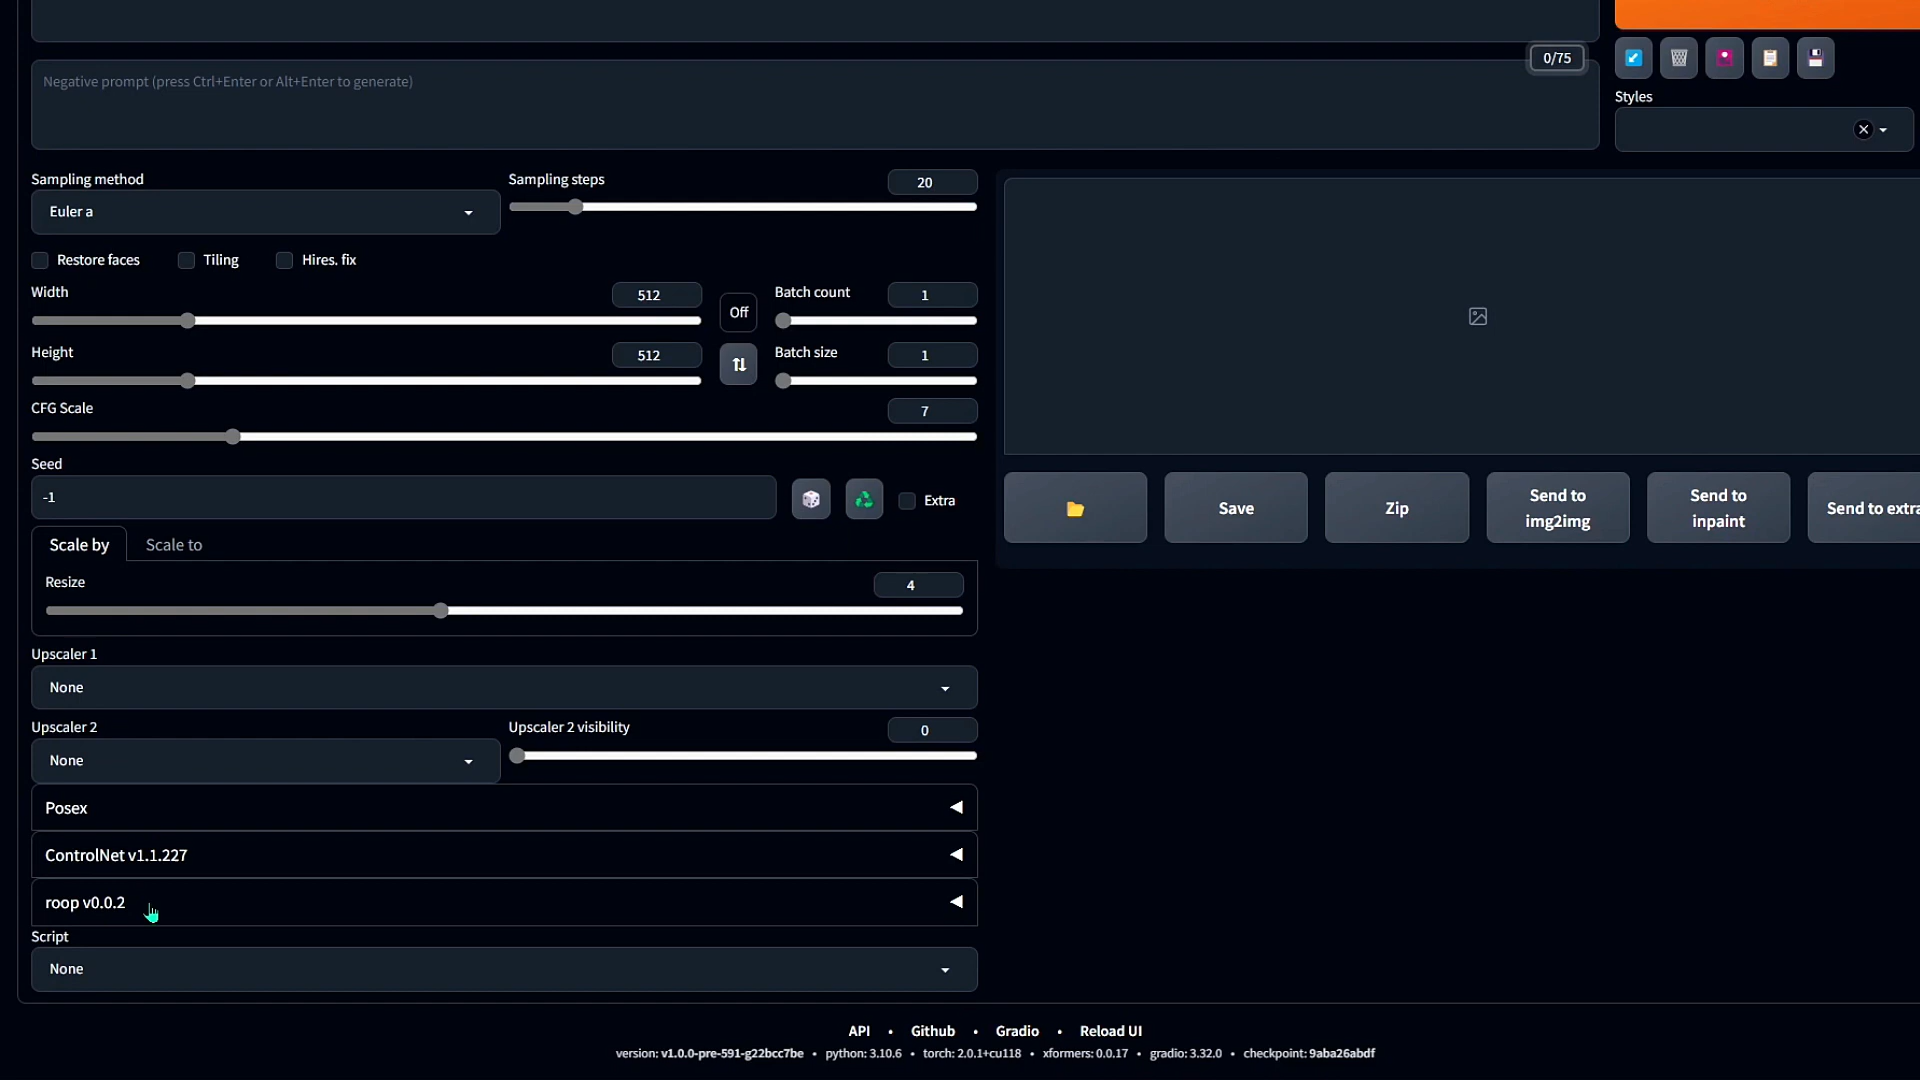 0/75
Negative prompt (press Ctrl+Enter or Alt+Enter to generate)
Styles
Sampling method
Sampling steps
20
Euler a
Restore faces
Tiling
Hires. fix
Width
512
Off
Batch count
1
Height
512
Batch size
1
CFG Scale
7
Seed
-1
Extra
Save
Zip
Send to
img2img
Send to
inpaint
Send to extra
Scale by
Scale to
Resize
4
Upscaler 1
None
Upscaler 2
Upscaler 2 visibility
0
None
Posex
ControlNet v1.1.227
roop v0.0.2
Script
None
API • Github • Gradio • Reload UI
version: v1.0.0-pre-591-g22bcc7be • python: 3.10.6 • torch: 2.0.1+cu118 • xformers: 0.0.17 • gradio: 3.32.0 • checkpoint: 9aba26abdf